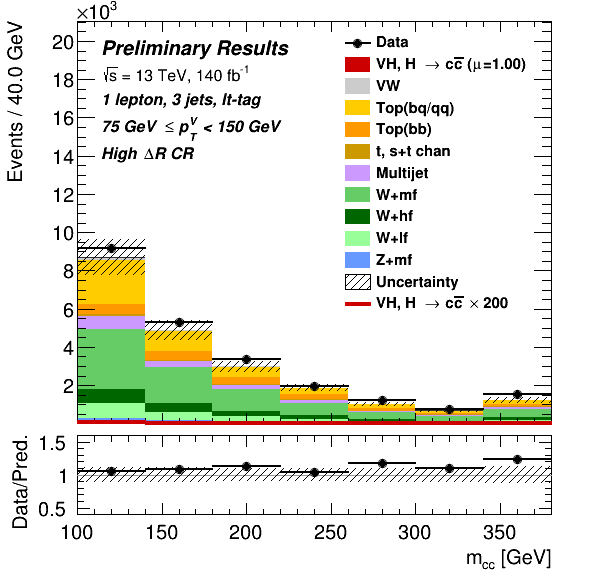 ×10³
Events / 40.0 GeV
20
18
16
14
12
10
8
6
4
2
Preliminary Results
√s = 13 TeV, 140 fb⁻¹
1 lepton, 3 jets, lt-tag
75 GeV ≤ p_T^V < 150 GeV
High ΔR CR
Data
VH, H → cc̅ (μ=1.00)
VW
Top(bq/qq)
Top(bb)
t, s+t chan
Multijet
W+mf
W+hf
W+lf
Z+mf
Uncertainty
VH, H → cc̅ × 200
Data/Pred.
1.5
1
0.5
100 150 200 250 300 350
m_cc [GeV]